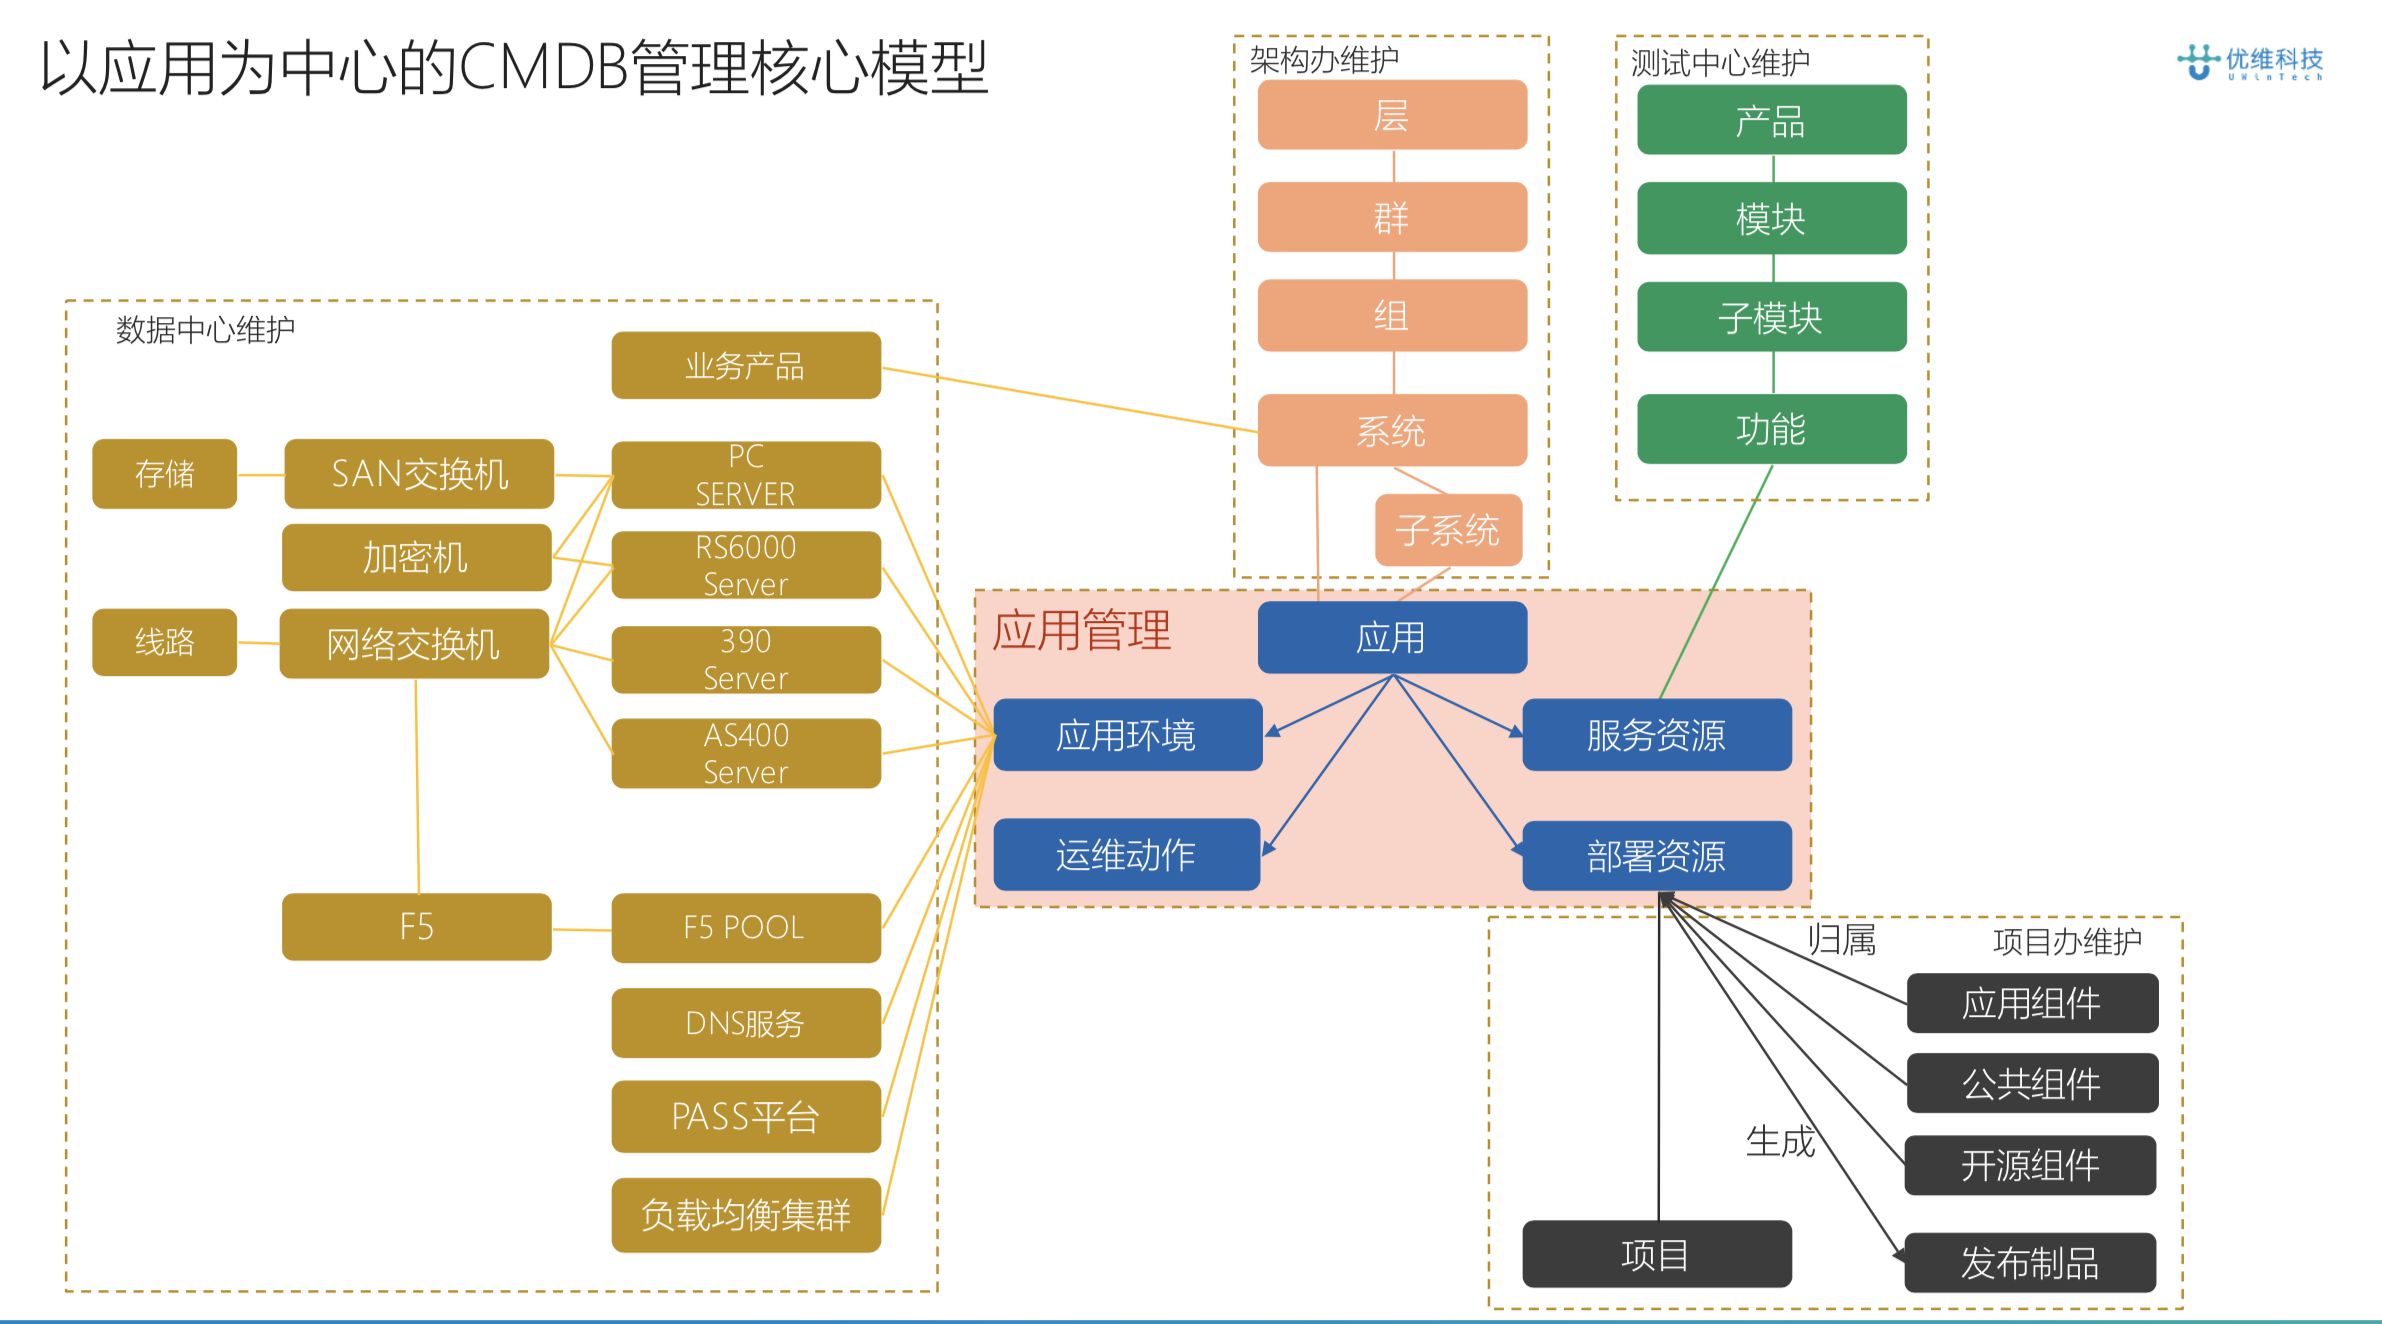 以应用为中心的CMDB管理核心模型
优维科技
UWinTech
架构办维护
层
群
组
系统
子系统
测试中心维护
产品
模块
子模块
功能
数据中心维护
业务产品
存储
SAN交换机
PC
SERVER
加密机
RS6000
Server
线路
网络交换机
390
Server
AS400
Server
F5
F5 POOL
DNS服务
PASS平台
负载均衡集群
应用管理
应用
应用环境
服务资源
运维动作
部署资源
归属
项目办维护
应用组件
公共组件
生成
开源组件
项目
发布制品